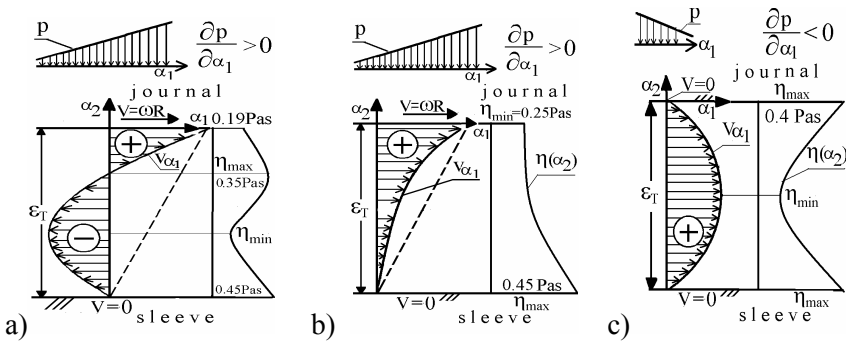 p
∂p/∂α₁ > 0
α₁
journal
α₂
V=ωR
α₁
0.19Pas
+
vα₁
ηmax
0.35Pas
εT
−
ηmin
0.45Pas
V=0
sleeve
a)
p
∂p/∂α₁ > 0
α₁
journal
α₂
V=ωR
ηmin=0.25Pas
α₁
+
vα₁
η(α₂)
εT
0.45 Pas
V=0
ηmax
sleeve
b)
p
∂p/∂α₁ < 0
α₁
α₂
V=0
journal
ηmax
α₁
0.4 Pas
vα₁
η(α₂)
εT
ηmin
+
V=0
ηmax
sleeve
c)